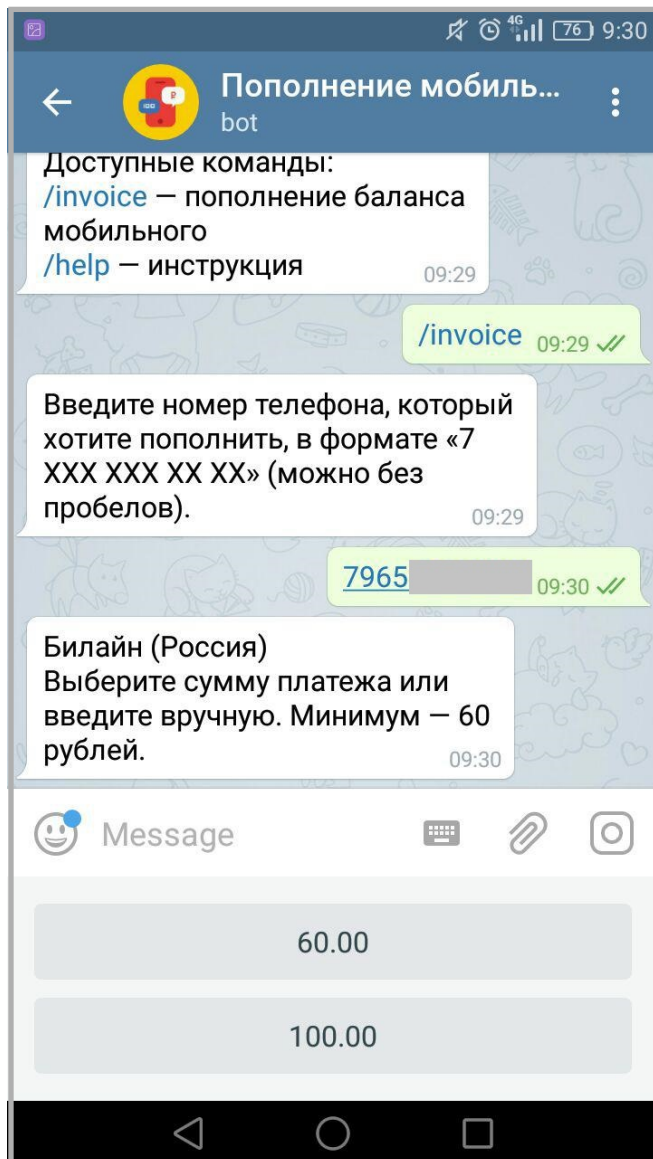 4G 76 9:30
Пополнение мобиль...
bot
Доступные команды:
/invoice — пополнение баланса
мобильного
/help — инструкция 09:29
/invoice 09:29
Введите номер телефона, который
хотите пополнить, в формате «7
XXX XXX XX XX» (можно без
пробелов). 09:29
7965 09:30
Билайн (Россия)
Выберите сумму платежа или
введите вручную. Минимум — 60
рублей. 09:30
Message
60.00
100.00